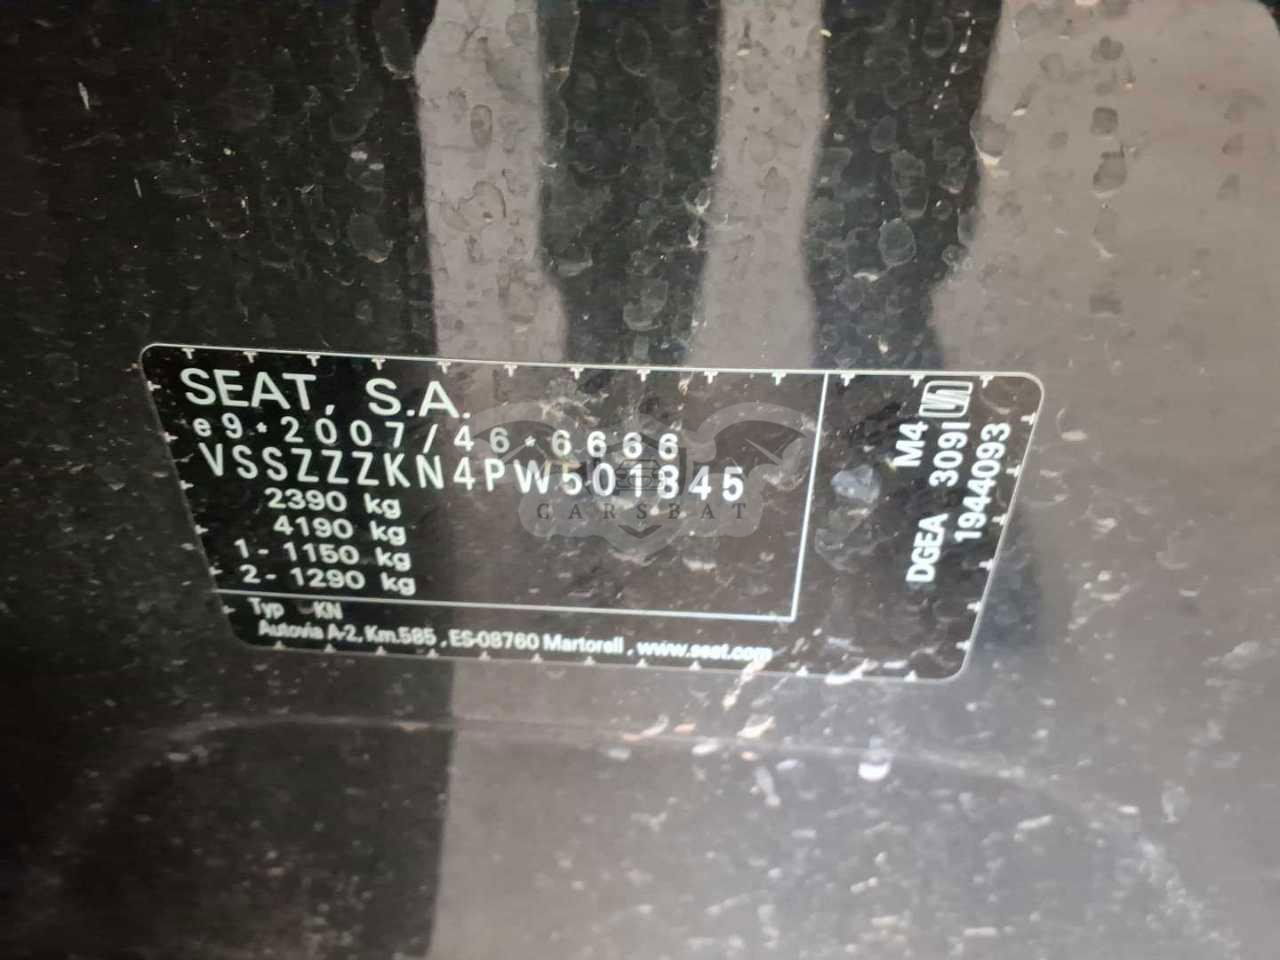 SEAT, S.A.
e9*2007/46*6666
VSSZZZKN4PW501845
2390 kg
4190 kg
1 - 1150 kg
2 - 1290 kg
Typ KN
Autovia A-2, Km.585 , ES-08760 Martorell , www.seat.com
M4
DGEA 309I
19444093
CARSBAT